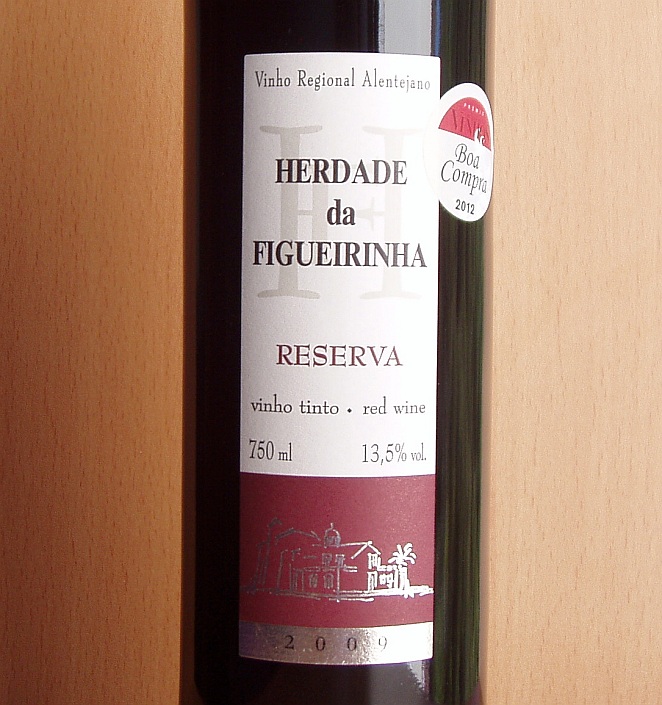 Vinho Regional Alentejano
HERDADE
da
FIGUEIRINHA
RESERVA
vinho tinto • red wine
750 ml 13,5% vol.
2009
PRÉMIO
Boa
Compra
2012